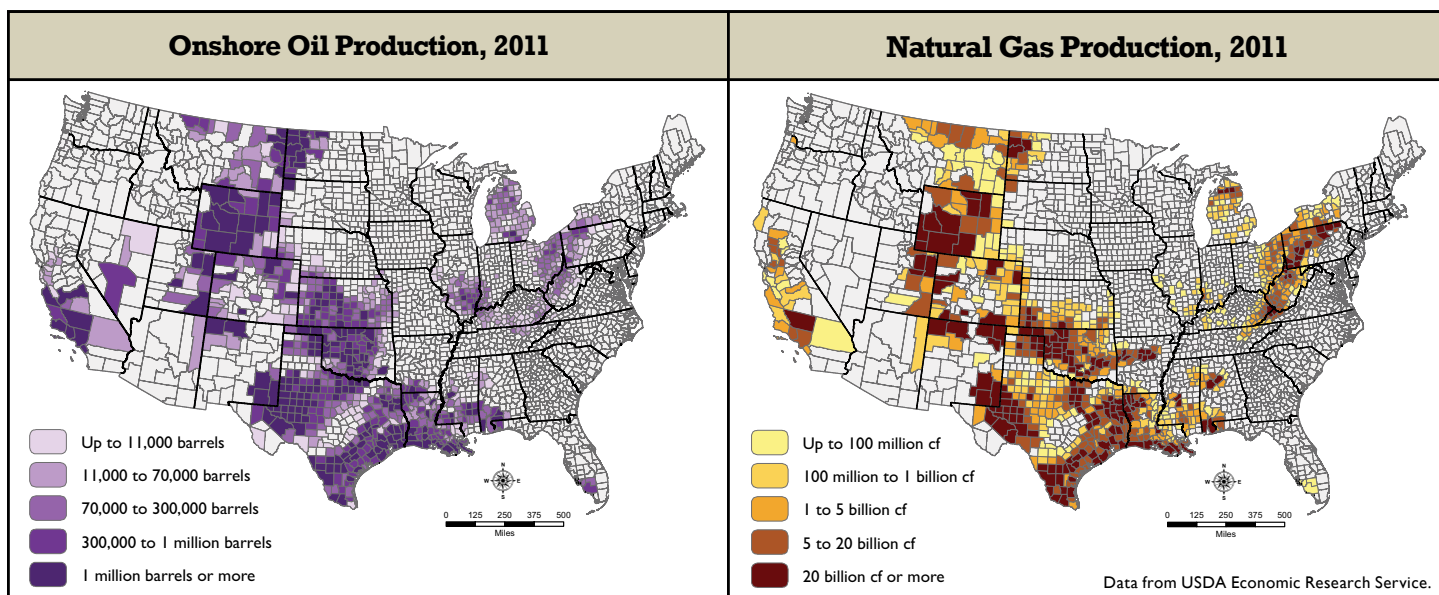 Onshore Oil Production, 2011
Natural Gas Production, 2011
Up to 11,000 barrels
11,000 to 70,000 barrels
70,000 to 300,000 barrels
300,000 to 1 million barrels
1 million barrels or more
N
W E
S
0 125 250 375 500
Miles
Up to 100 million cf
100 million to 1 billion cf
1 to 5 billion cf
5 to 20 billion cf
20 billion cf or more
N
W E
S
0 125 250 375 500
Miles
Data from USDA Economic Research Service.